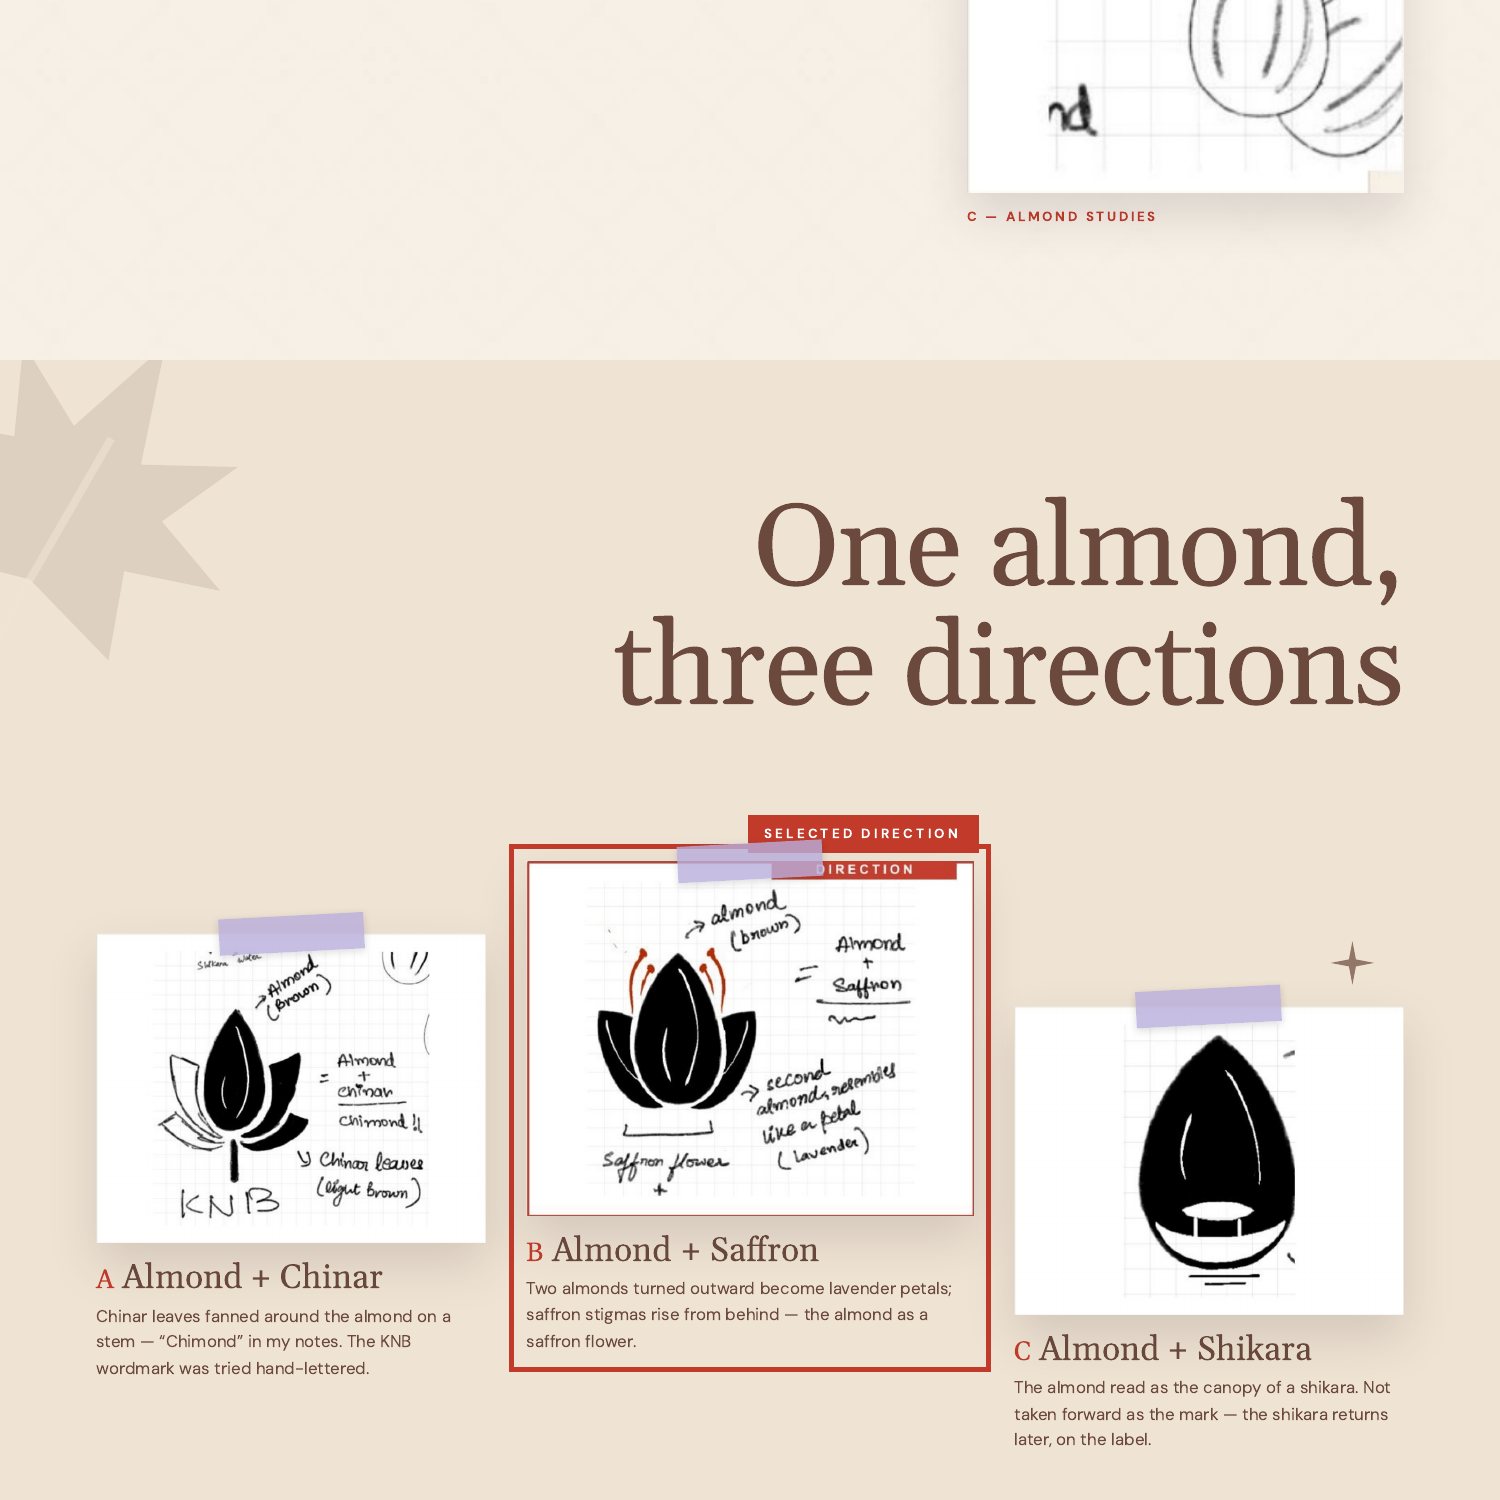 nd
C — ALMOND STUDIES
One almond,
three directions
SELECTED DIRECTION
DIRECTION
Shikara Water
Almond
(Brown)
=
Almond
+
Chinar
Chimond !!
Chinar leaves
(light Brown)
KNB
A Almond + Chinar
Chinar leaves fanned around the almond on a
stem — “Chimond” in my notes. The KNB
wordmark was tried hand-lettered.
almond
(brown)
=
Almond
+
Saffron
second
almond, resembles
like a petal
(lavender)
Saffron flower
+
B Almond + Saffron
Two almonds turned outward become lavender petals;
saffron stigmas rise from behind — the almond as a
saffron flower.
C Almond + Shikara
The almond read as the canopy of a shikara. Not
taken forward as the mark — the shikara returns
later, on the label.